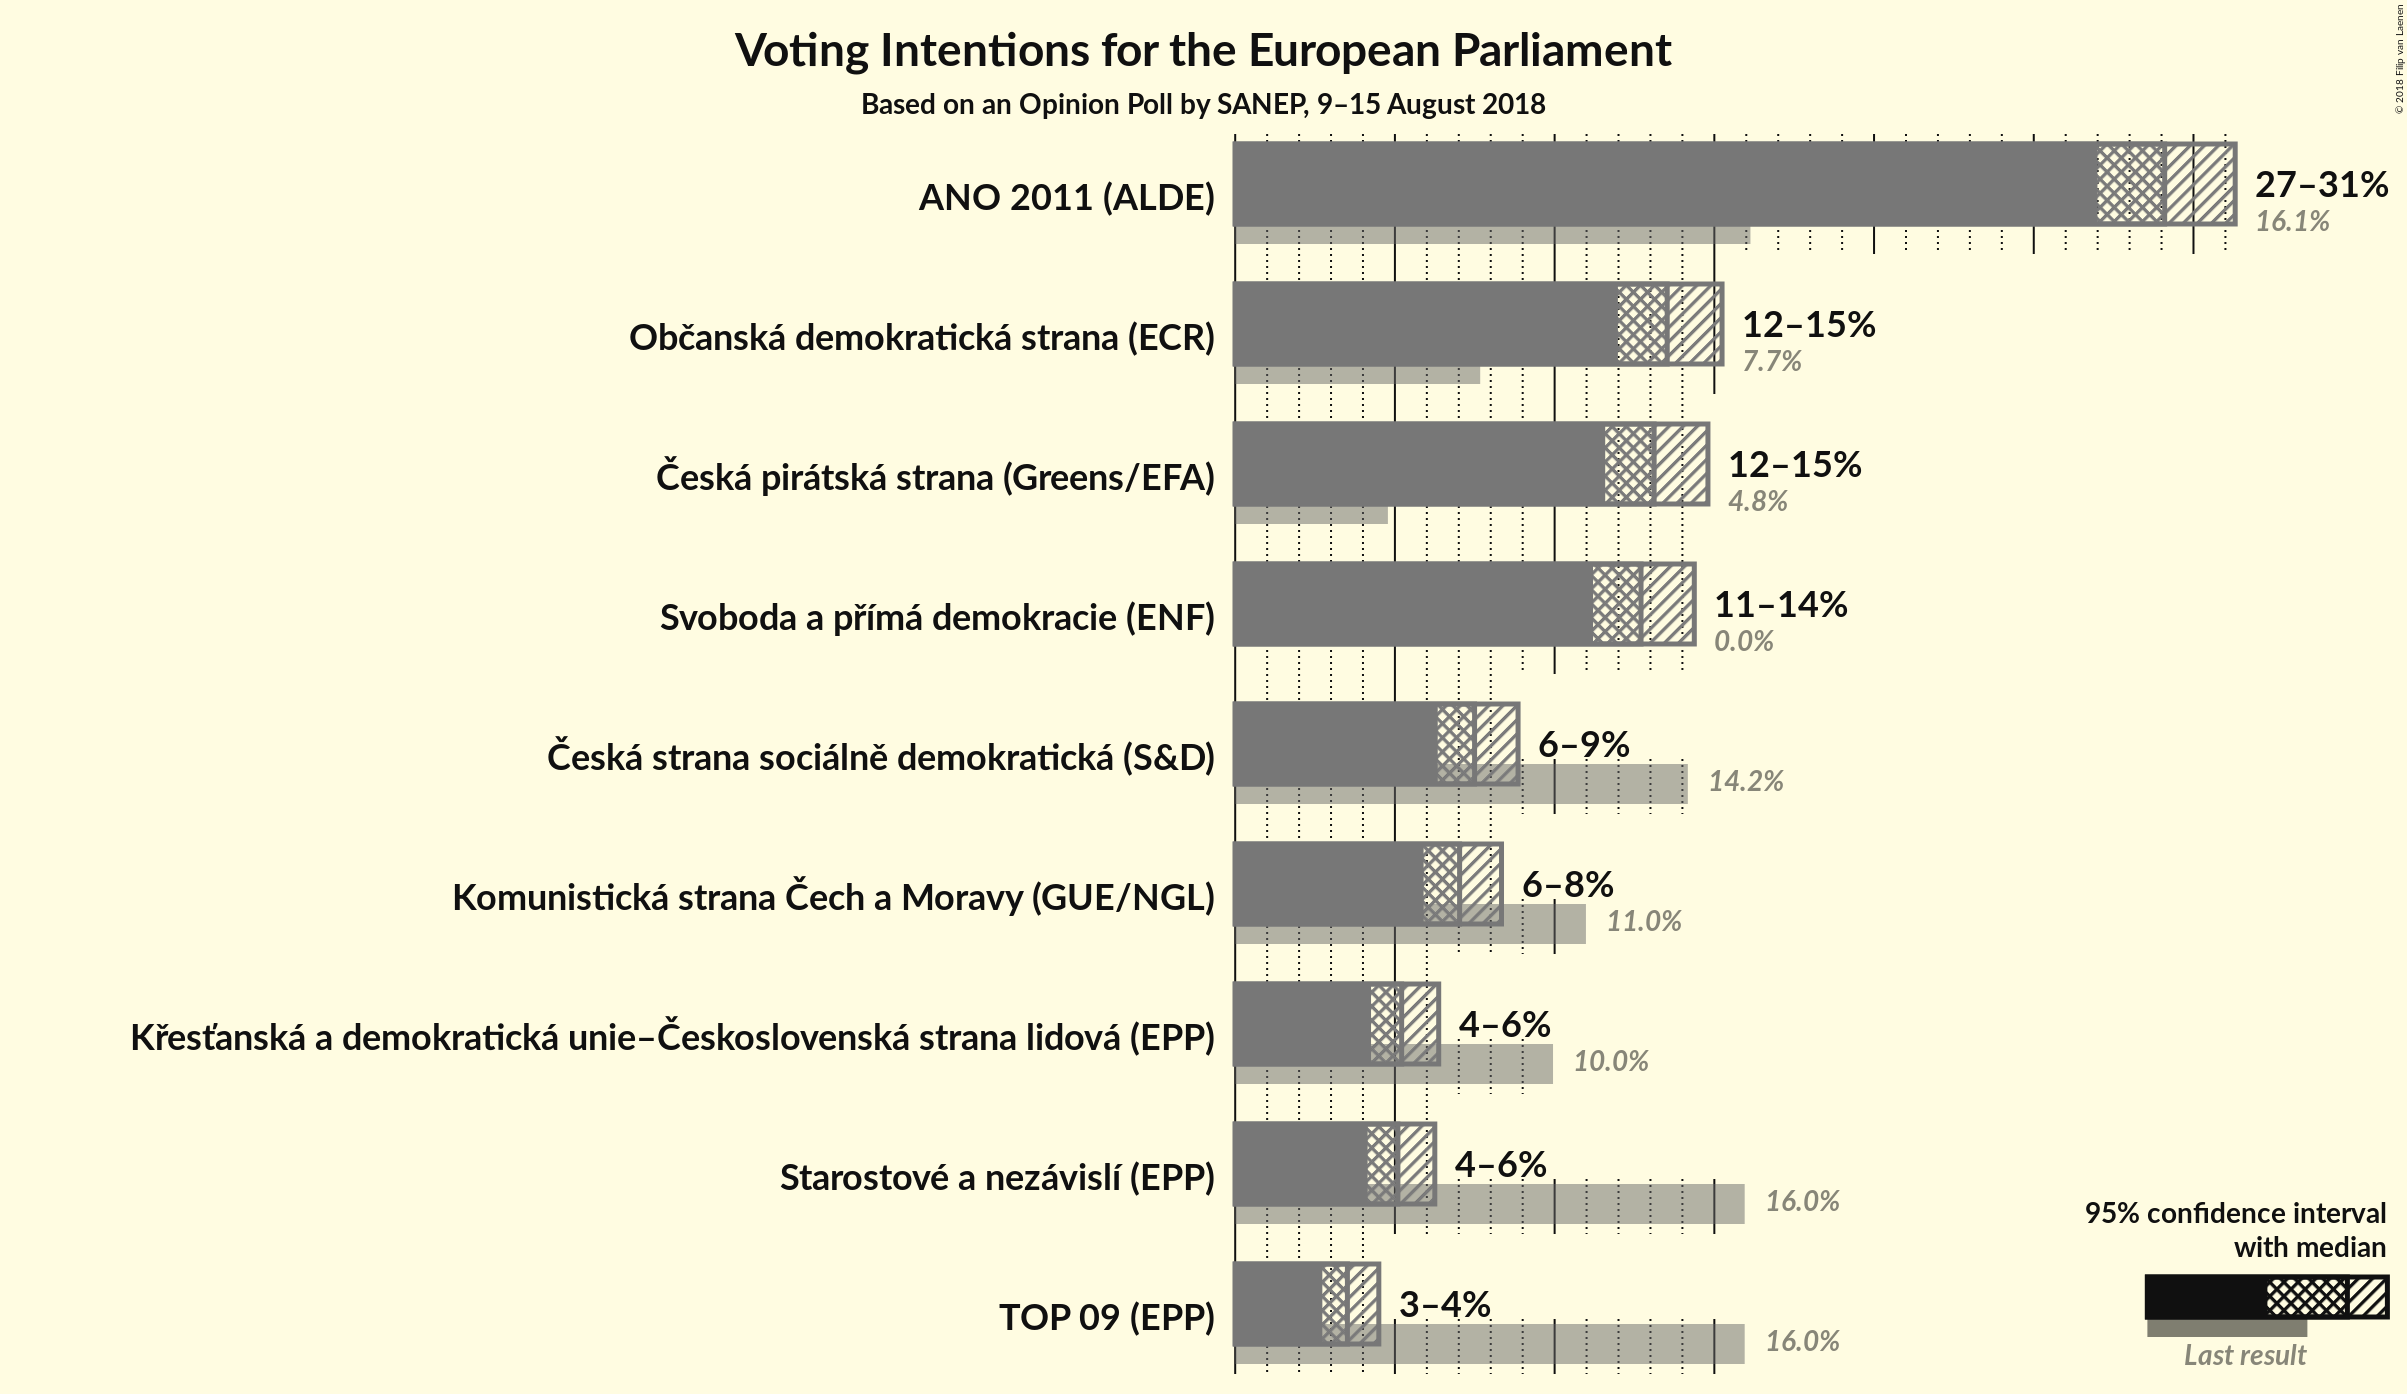 Voting Intentions for the European Parliament
Based on an Opinion Poll by SANEP, 9–15 August 2018
© 2018 Filip van Laenen
ANO 2011 (ALDE)
27–31%
16.1%
Občanská demokratická strana (ECR)
12–15%
7.7%
Česká pirátská strana (Greens/EFA)
12–15%
4.8%
Svoboda a přímá demokracie (ENF)
11–14%
0.0%
Česká strana sociálně demokratická (S&D)
6–9%
14.2%
Komunistická strana Čech a Moravy (GUE/NGL)
6–8%
11.0%
Křesťanská a demokratická unie–Československá strana lidová (EPP)
4–6%
10.0%
Starostové a nezávislí (EPP)
4–6%
16.0%
TOP 09 (EPP)
3–4%
16.0%
95% confidence interval
with median
Last result